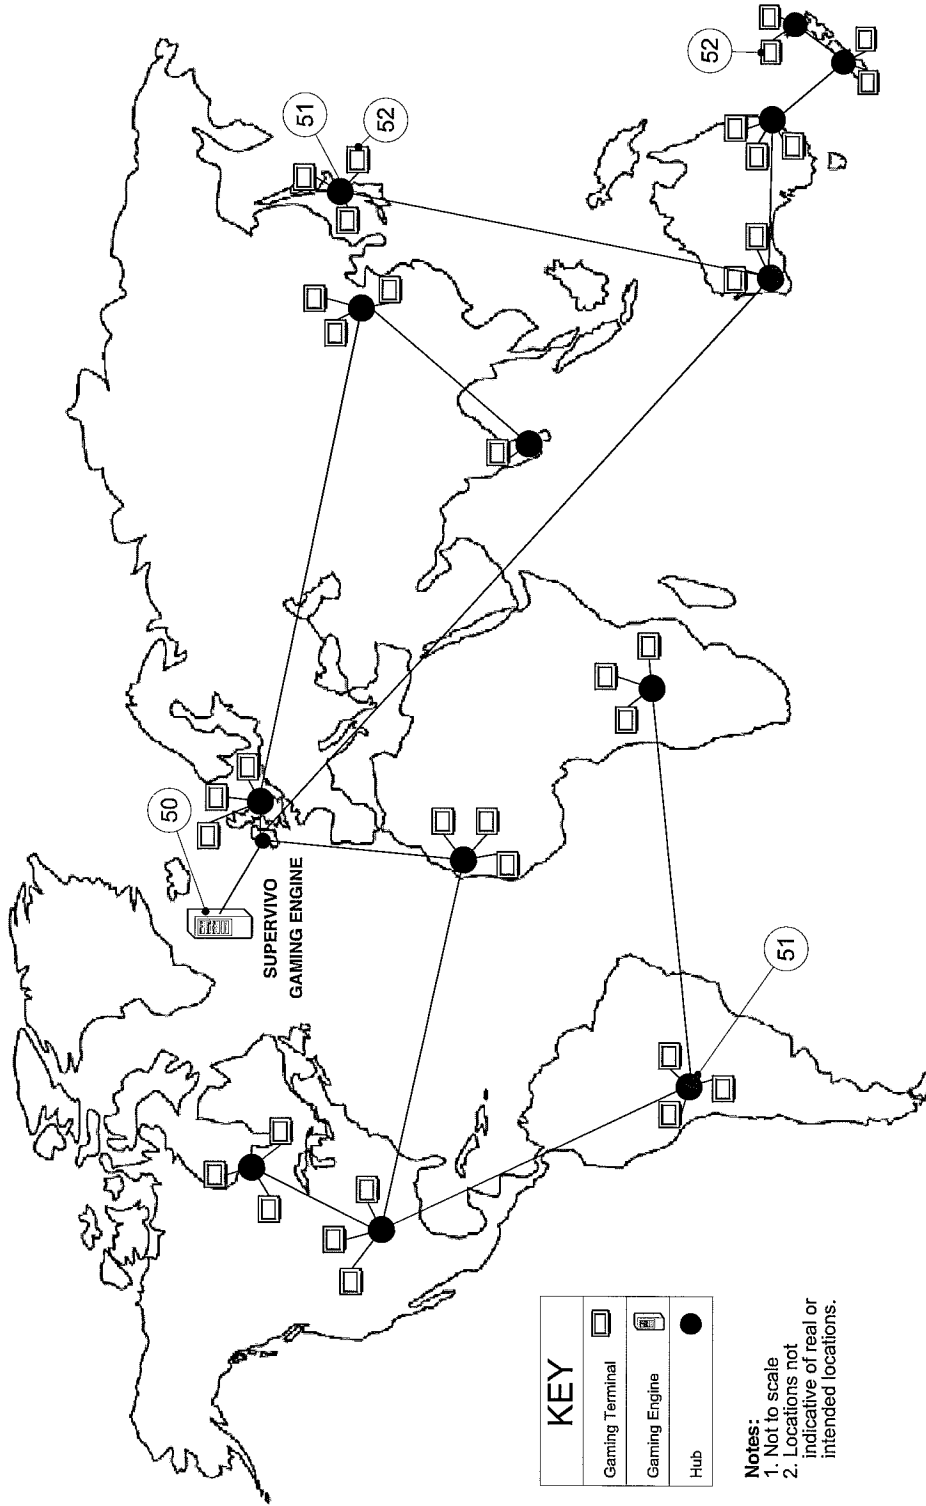 50
SUPERVIVO
GAMING ENGINE
51
52
52
51
KEY
Gaming Terminal
Gaming Engine
Hub
Notes:
1. Not to scale
2. Locations not
indicative of real or
intended locations.